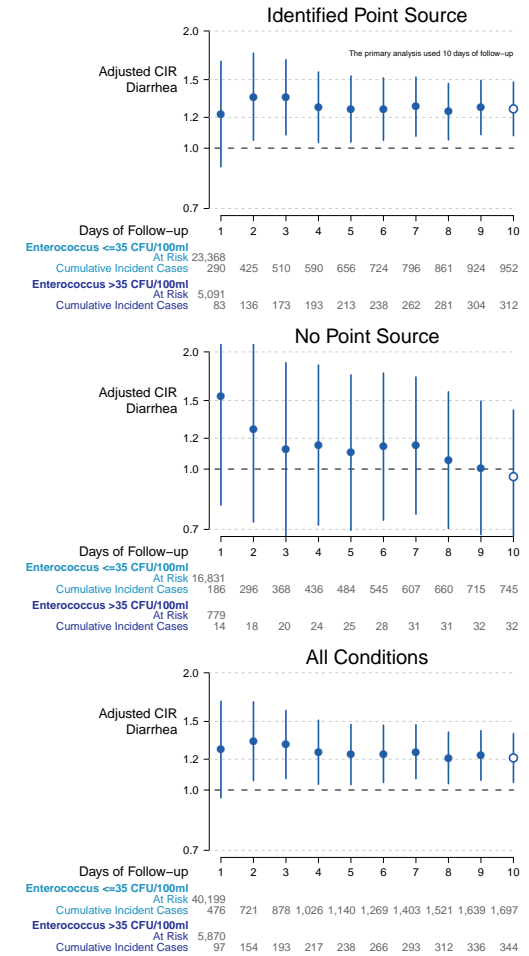 Identified Point Source
2.0
The primary analysis used 10 days of follow−up
Adjusted CIR
Diarrhea
1.5
1.2
1.0
0.7
Days of Follow−up 1 2 3 4 5 6 7 8 9 10
Enterococcus <=35 CFU/100ml
At Risk 23,368
Cumulative Incident Cases 290 425 510 590 656 724 796 861 924 952
Enterococcus >35 CFU/100ml
At Risk 5,091
Cumulative Incident Cases 83 136 173 193 213 238 262 281 304 312
No Point Source
2.0
Adjusted CIR
Diarrhea
1.5
1.2
1.0
0.7
Days of Follow−up 1 2 3 4 5 6 7 8 9 10
Enterococcus <=35 CFU/100ml
At Risk 16,831
Cumulative Incident Cases 186 296 368 436 484 545 607 660 715 745
Enterococcus >35 CFU/100ml
At Risk 779
Cumulative Incident Cases 14 18 20 24 25 28 31 31 32 32
All Conditions
2.0
Adjusted CIR
Diarrhea
1.5
1.2
1.0
0.7
Days of Follow−up 1 2 3 4 5 6 7 8 9 10
Enterococcus <=35 CFU/100ml
At Risk 40,199
Cumulative Incident Cases 476 721 878 1,026 1,140 1,269 1,403 1,521 1,639 1,697
Enterococcus >35 CFU/100ml
At Risk 5,870
Cumulative Incident Cases 97 154 193 217 238 266 293 312 336 344